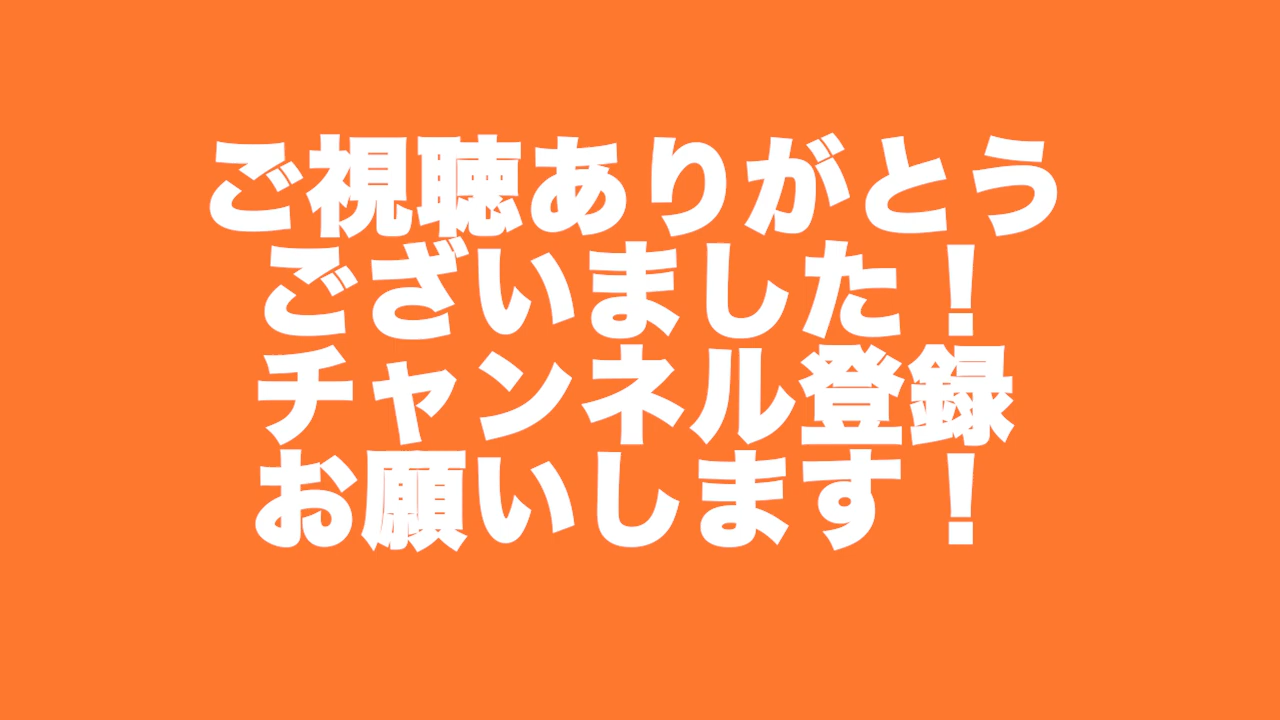 ご視聴ありがとう
ございました！
チャンネル登録
お願いします！